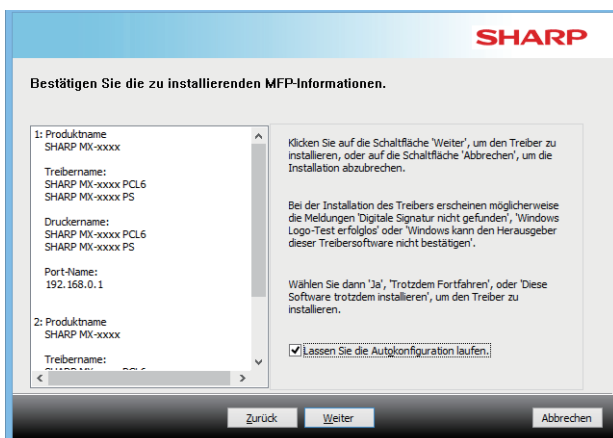 SHARP
Bestätigen Sie die zu installierenden MFP-Informationen.
1: Produktname
SHARP MX-xxxx
Treibername:
SHARP MX-xxxx PCL6
SHARP MX-xxxx PS
Druckername:
SHARP MX-xxxx PCL6
SHARP MX-xxxx PS
Port-Name:
192.168.0.1
2: Produktname
SHARP MX-xxxx
Treibername:
Klicken Sie auf die Schaltfläche 'Weiter', um den Treiber zu
installieren, oder auf die Schaltfläche 'Abbrechen', um die
Installation abzubrechen.
Bei der Installation des Treibers erscheinen möglicherweise
die Meldungen 'Digitale Signatur nicht gefunden', 'Windows
Logo-Test erfolglos' oder 'Windows kann den Herausgeber
dieser Treibersoftware nicht bestätigen'.
Wählen Sie dann 'Ja', 'Trotzdem Fortfahren', oder 'Diese
Software trotzdem installieren', um den Treiber zu
installieren.
Lassen Sie die Autokonfiguration laufen.
Zurück
Weiter
Abbrechen